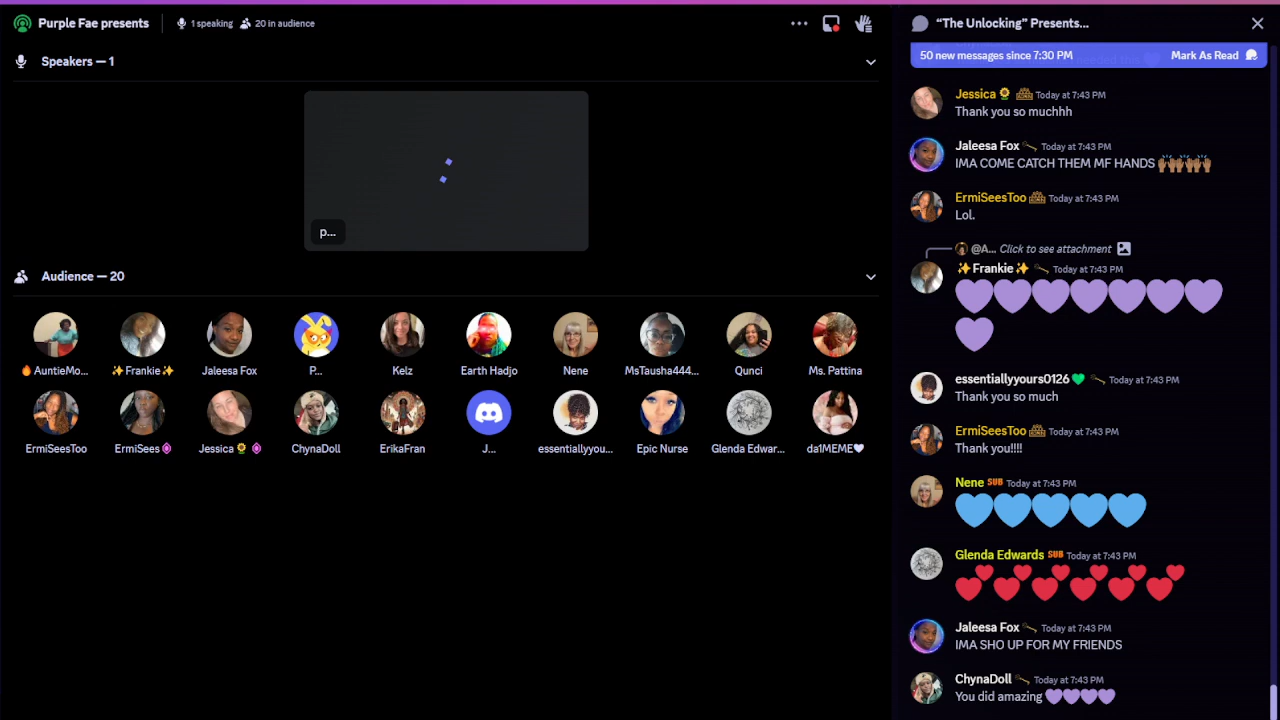 Purple Fae presents
1 speaking 20 in audience
Speakers — 1
p...
Audience — 20
🔥AuntieMo...
✨Frankie✨
Jaleesa Fox
P...
Kelz
Earth Hadjo
Nene
MsTausha444...
Qunci
Ms. Pattina
ErmiSeesToo
ErmiSees
Jessica🌻
ChynaDoll
ErikaFran
J...
essentiallyyou...
Epic Nurse
Glenda Edwar...
da1MEME🤍
“The Unlocking” Presents...
50 new messages since 7:30 PM Mark As Read
Jessica🌻 Today at 7:43 PM
Thank you so muchhh
Jaleesa Fox Today at 7:43 PM
IMA COME CATCH THEM MF HANDS 🙌🏾🙌🏾🙌🏾🙌🏾
ErmiSeesToo Today at 7:43 PM
Lol.
@A... Click to see attachment
✨Frankie✨ Today at 7:43 PM
💜💜💜💜💜💜💜
💜
essentiallyyours0126💚 Today at 7:43 PM
Thank you so much
ErmiSeesToo Today at 7:43 PM
Thank you!!!!
Nene SUB Today at 7:43 PM
💙💙💙💙💙
Glenda Edwards SUB Today at 7:43 PM
💕💕💕💕💕💕
Jaleesa Fox Today at 7:43 PM
IMA SHO UP FOR MY FRIENDS
ChynaDoll Today at 7:43 PM
You did amazing 💜💜💜💜